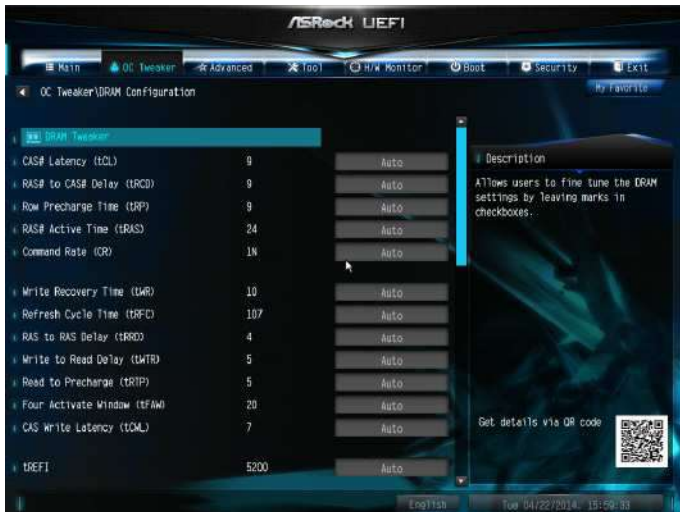 ASRock UEFI
Main OC Tweaker Advanced Tool H/W Monitor Boot Security Exit
OC Tweaker\DRAM Configuration
My Favorite
DRAM Tweaker
Description
CAS# Latency (tCL) 9 Auto
Allows users to fine tune the DRAM
RAS# to CAS# Delay (tRCD) 9 Auto
settings by leaving marks in
checkboxes.
Row Precharge Time (tRP) 9 Auto
RAS# Active Time (tRAS) 24 Auto
Command Rate (CR) 1N Auto
Write Recovery Time (tWR) 10 Auto
Refresh Cycle Time (tRFC) 107 Auto
RAS to RAS Delay (tRRD) 4 Auto
Write to Read Delay (tWTR) 5 Auto
Read to Precharge (tRTP) 5 Auto
Four Activate Window (tFAW) 20 Auto
CAS Write Latency (tCWL) 7 Auto
Get details via QR code
tREFI 5200 Auto
English
Tue 04/22/2014, 15:59:33